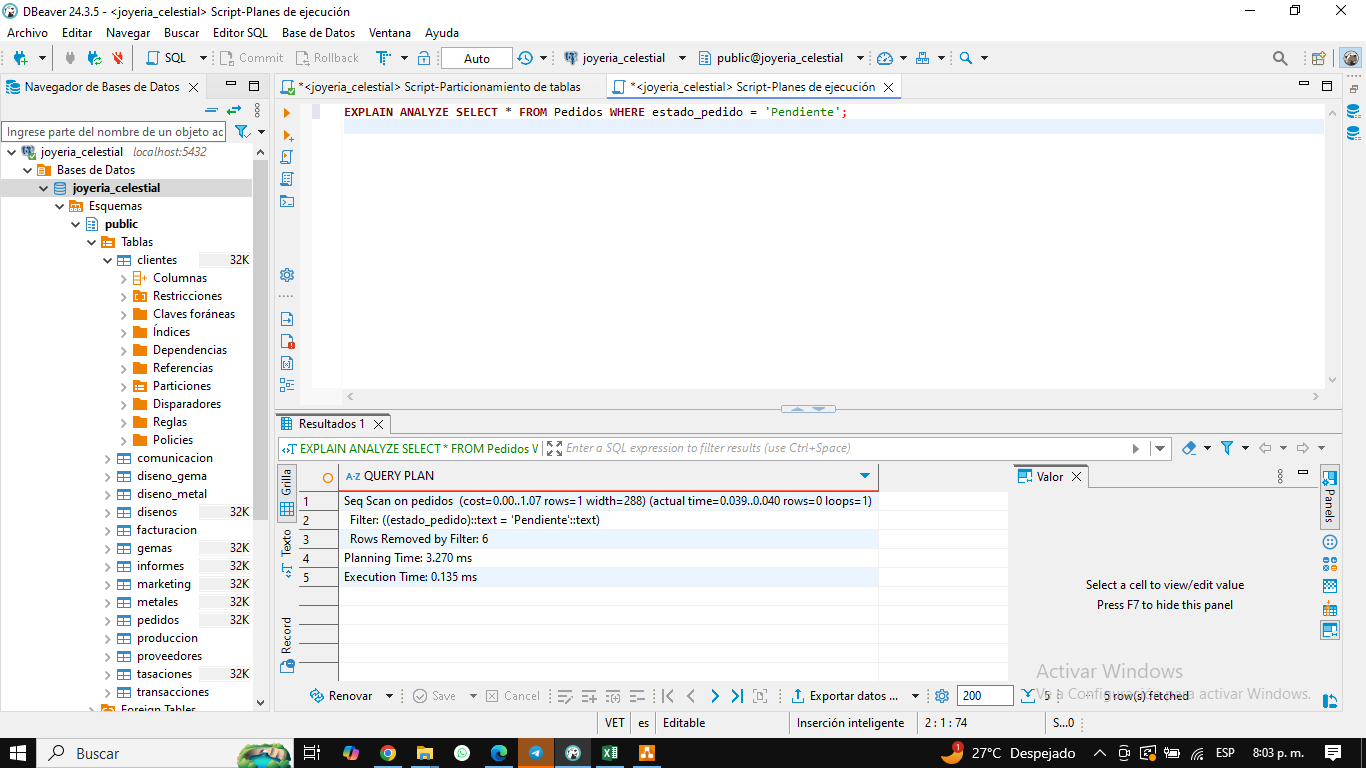 DBeaver 24.3.5 - <joyeria_celestial> Script-Planes de ejecución
Archivo Editar Navegar Buscar Editor SQL Base de Datos Ventana Ayuda
SQL Commit Rollback Auto joyeria_celestial public@joyeria_celestial
Navegador de Bases de Datos
*<joyeria_celestial> Script-Particionamiento de tablas
*<joyeria_celestial> Script-Planes de ejecución
Ingrese parte del nombre de un objeto ac
joyeria_celestial localhost:5432
Bases de Datos
joyeria_celestial
Esquemas
public
Tablas
clientes 32K
Columnas
Restricciones
Claves foráneas
Índices
Dependencias
Referencias
Particiones
Disparadores
Reglas
Policies
comunicacion
diseno_gema
diseno_metal
disenos 32K
facturacion
gemas 32K
informes 32K
marketing 32K
metales 32K
pedidos 32K
produccion
proveedores
tasaciones 32K
transacciones
Foreign Tables
EXPLAIN ANALYZE SELECT * FROM Pedidos WHERE estado_pedido = 'Pendiente';
Resultados 1
EXPLAIN ANALYZE SELECT * FROM Pedidos W
Enter a SQL expression to filter results (use Ctrl+Space)
Grilla
Texto
Record
A-Z QUERY PLAN
1 Seq Scan on pedidos (cost=0.00..1.07 rows=1 width=288) (actual time=0.039..0.040 rows=0 loops=1)
2 Filter: ((estado_pedido)::text = 'Pendiente'::text)
3 Rows Removed by Filter: 6
4 Planning Time: 3.270 ms
5 Execution Time: 0.135 ms
Valor
Panels
Select a cell to view/edit value
Press F7 to hide this panel
Activar Windows
Ve a Configuración para activar Windows.
Renovar Save Cancel Exportar datos ... 200 5 5 row(s) fetched
VET es Editable Inserción inteligente 2 : 1 : 74 S...0
Buscar
1 27°C Despejado ESP 8:03 p. m.